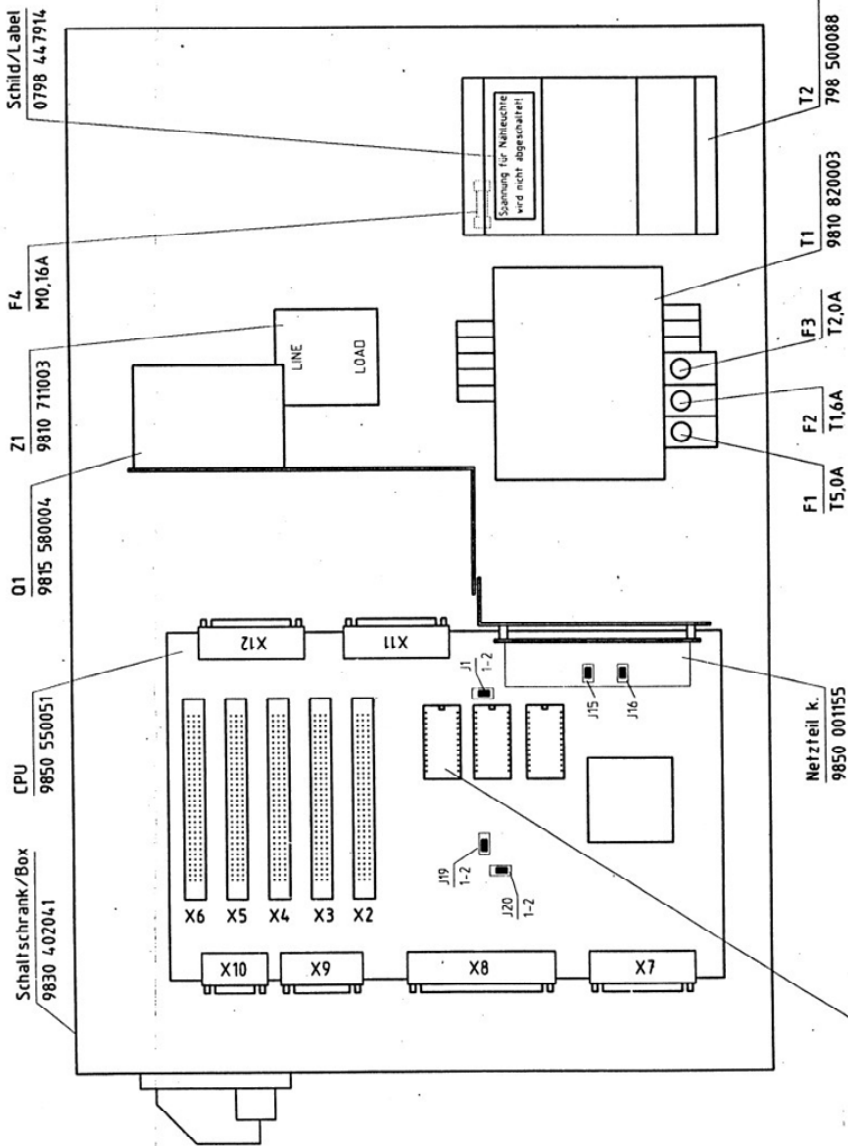 Schild/Label
0798 447914
F4
M0,16A
Z1
9810 711003
Q1
9815 580004
CPU
9850 550051
Schaltschrank/Box
9830 402041
Spannung für Nähleuchte
wird nicht abgeschaltet!
LINE
LOAD
X12
X11
X6
X5
X4
X3
X2
J1
1-2
J15
J16
J19
1-2
J20
1-2
X10
X9
X8
X7
T2
798 500088
T1
9810 820003
F3
T2,0A
F2
T1,6A
F1
T5,0A
Netzteil k.
9850 001155